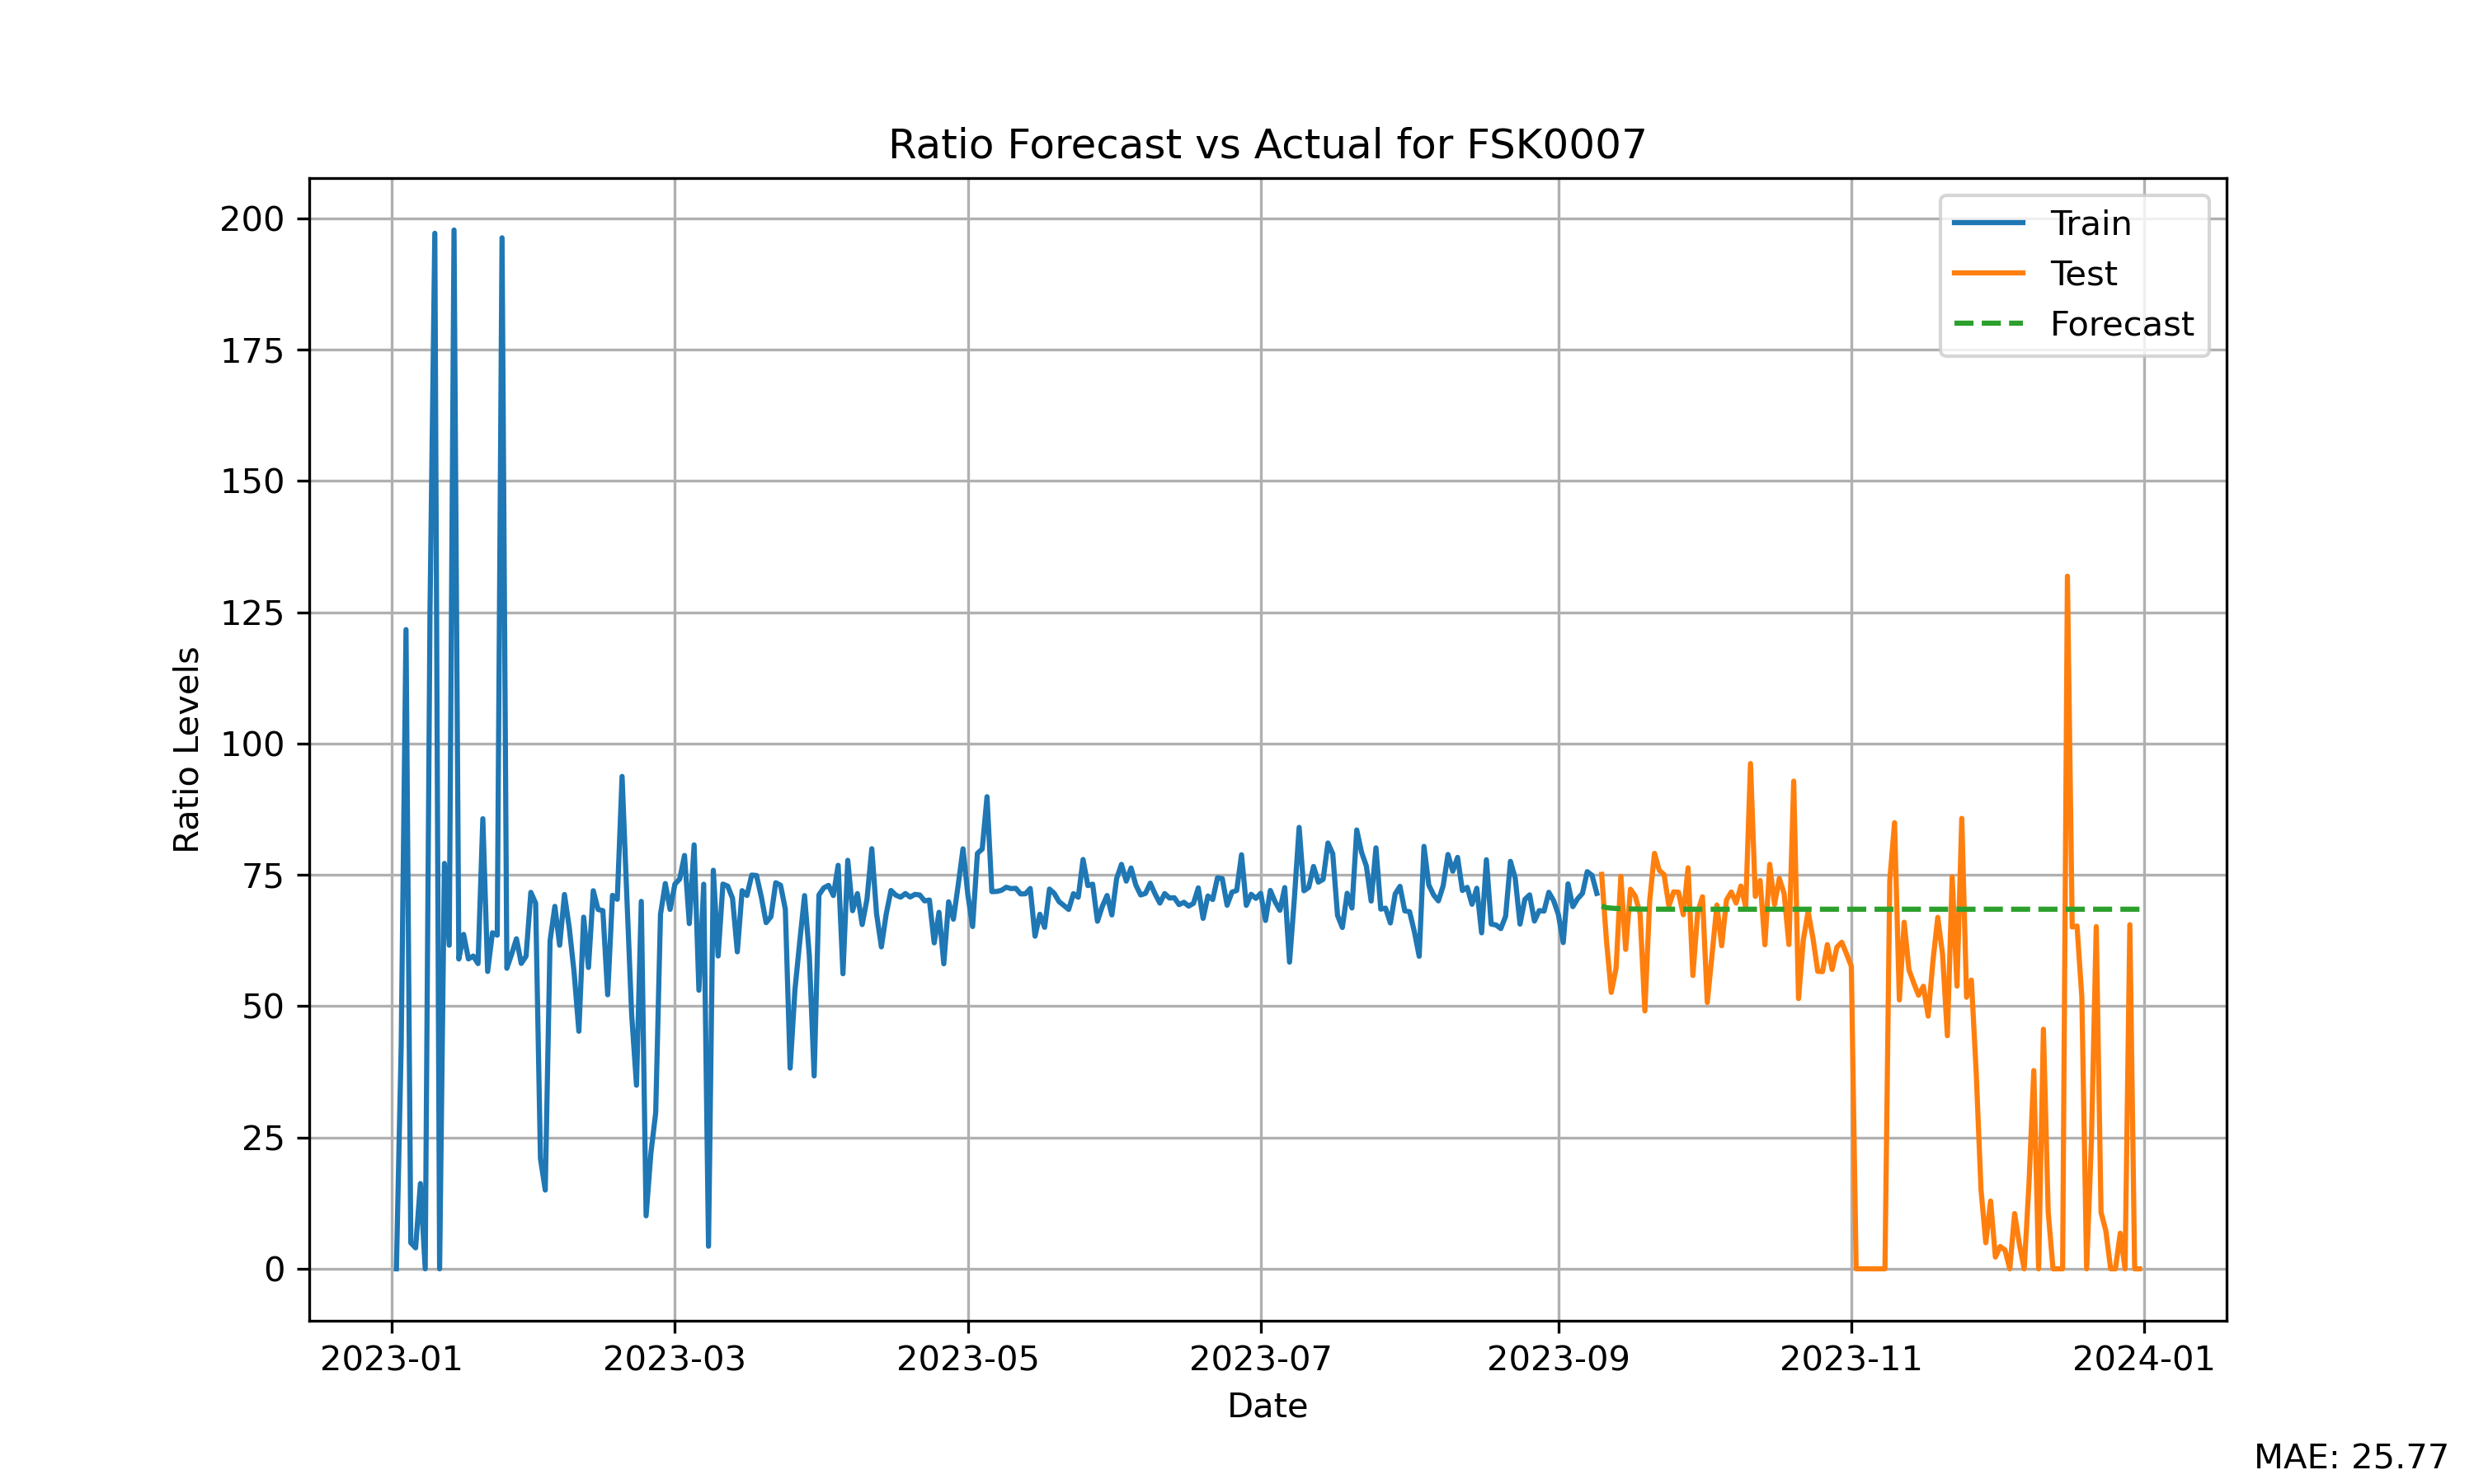 Ratio Forecast vs Actual for FSK0007
Train
Test
Forecast
200
175
150
125
100
75
50
25
0
Ratio Levels
2023-01 2023-03 2023-05 2023-07 2023-09 2023-11 2024-01
Date
MAE: 25.77